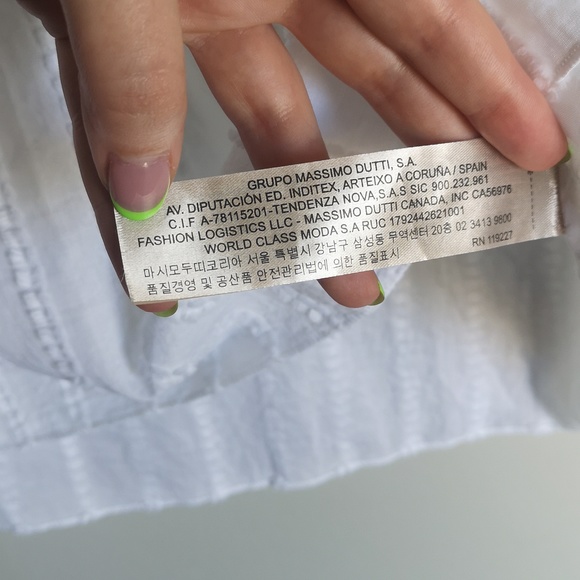 GRUPO MASSIMO DUTTI, S.A.
AV. DIPUTACIÓN ED. INDITEX, ARTEIXO A CORUÑA / SPAIN
C.I.F A-78115201-TENDENZA NOVA,S.A.S SIC 900.232.961
FASHION LOGISTICS LLC - MASSIMO DUTTI CANADA, INC CA56976
WORLD CLASS MODA S.A RUC 1792442621001
마시모두띠코리아 서울 특별시 강남구 삼성동 무역센터 20층 02 3413 9800
품질경영 및 공산품 안전관리법에 의한 품질표시
RN 119227